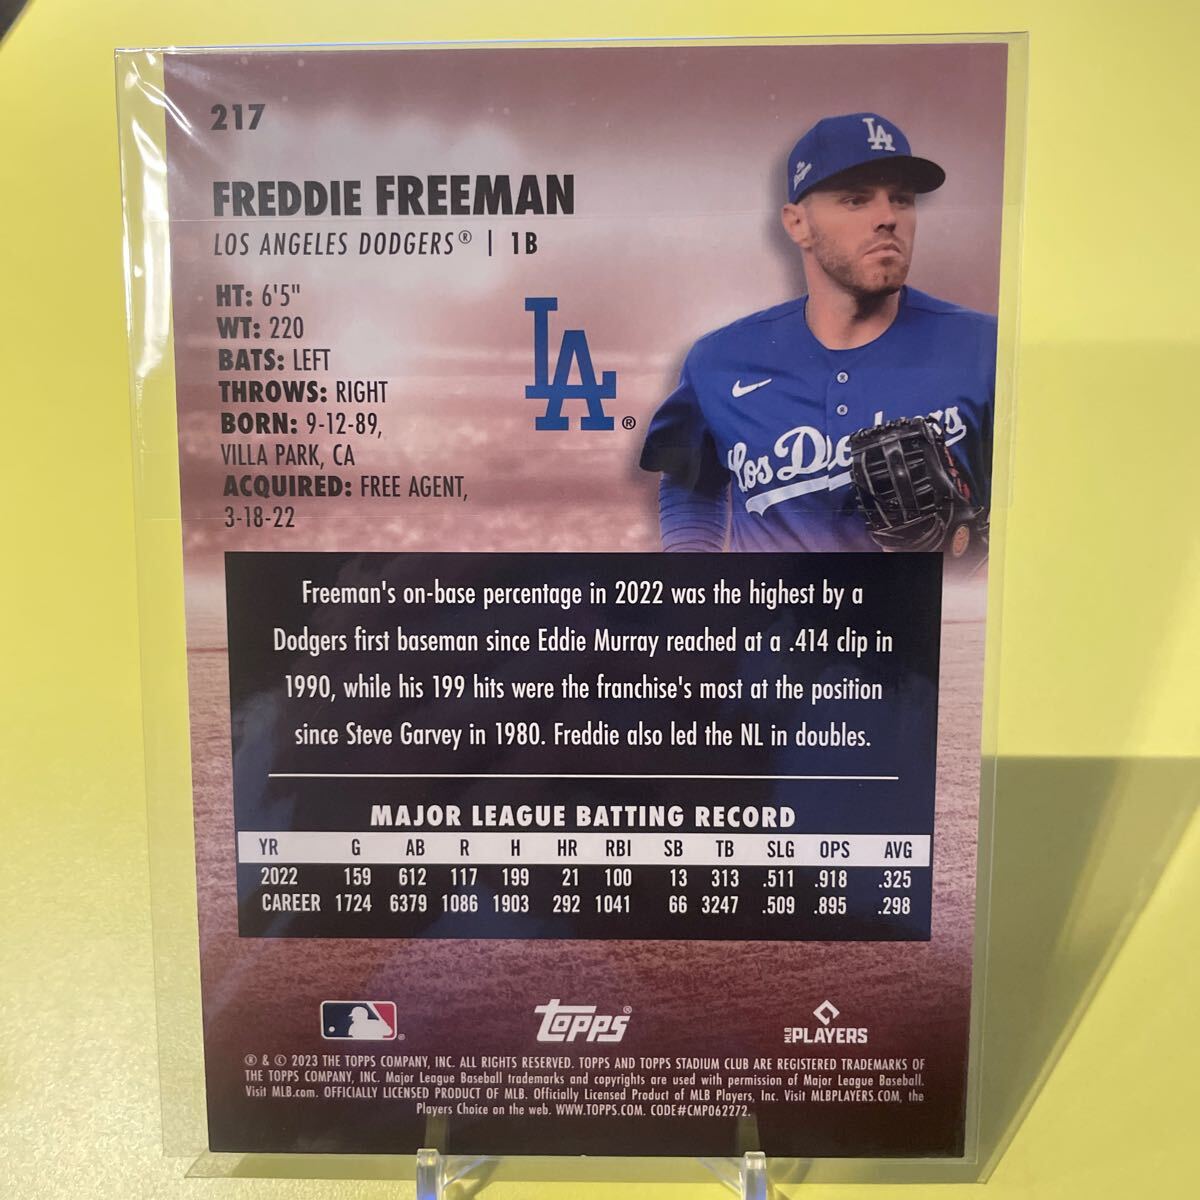 217
FREDDIE FREEMAN
LOS ANGELES DODGERS® | 1B
HT: 6'5"
WT: 220
BATS: LEFT
THROWS: RIGHT
BORN: 9-12-89,
VILLA PARK, CA
ACQUIRED: FREE AGENT,
3-18-22
LA
LA®
Los Dodgers
Freeman's on-base percentage in 2022 was the highest by a
Dodgers first baseman since Eddie Murray reached at a .414 clip in
1990, while his 199 hits were the franchise's most at the position
since Steve Garvey in 1980. Freddie also led the NL in doubles.
MAJOR LEAGUE BATTING RECORD
YR G AB R H HR RBI SB TB SLG OPS AVG
2022 159 612 117 199 21 100 13 313 .511 .918 .325
CAREER 1724 6379 1086 1903 292 1041 66 3247 .509 .895 .298
topps®
MLB PLAYERS
® & © 2023 THE TOPPS COMPANY, INC. ALL RIGHTS RESERVED. TOPPS AND TOPPS STADIUM CLUB ARE REGISTERED TRADEMARKS OF
THE TOPPS COMPANY, INC. Major League Baseball trademarks and copyrights are used with permission of Major League Baseball.
Visit MLB.com. OFFICIALLY LICENSED PRODUCT OF MLB. Officially Licensed Product of MLB Players, Inc. Visit MLBPLAYERS.COM, the
Players Choice on the web. WWW.TOPPS.COM. CODE#CMP062272.